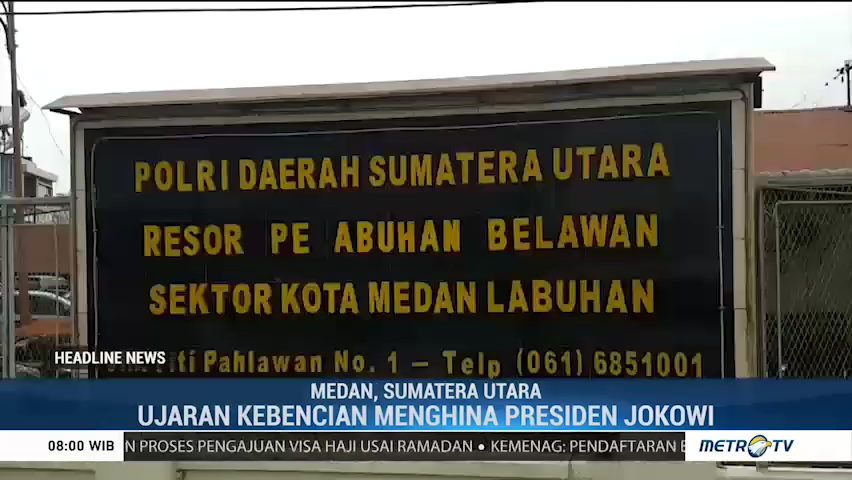 POLRI DAERAH SUMATERA UTARA
RESOR PE ABUHAN BELAWAN
SEKTOR KOTA MEDAN LABUHAN
Pahlawan No. 1 – Telp (061) 6851001
HEADLINE NEWS
MEDAN, SUMATERA UTARA
UJARAN KEBENCIAN MENGHINA PRESIDEN JOKOWI
08:00 WIB
N PROSES PENGAJUAN VISA HAJI USAI RAMADAN • KEMENAG: PENDAFTARAN
METRO TV